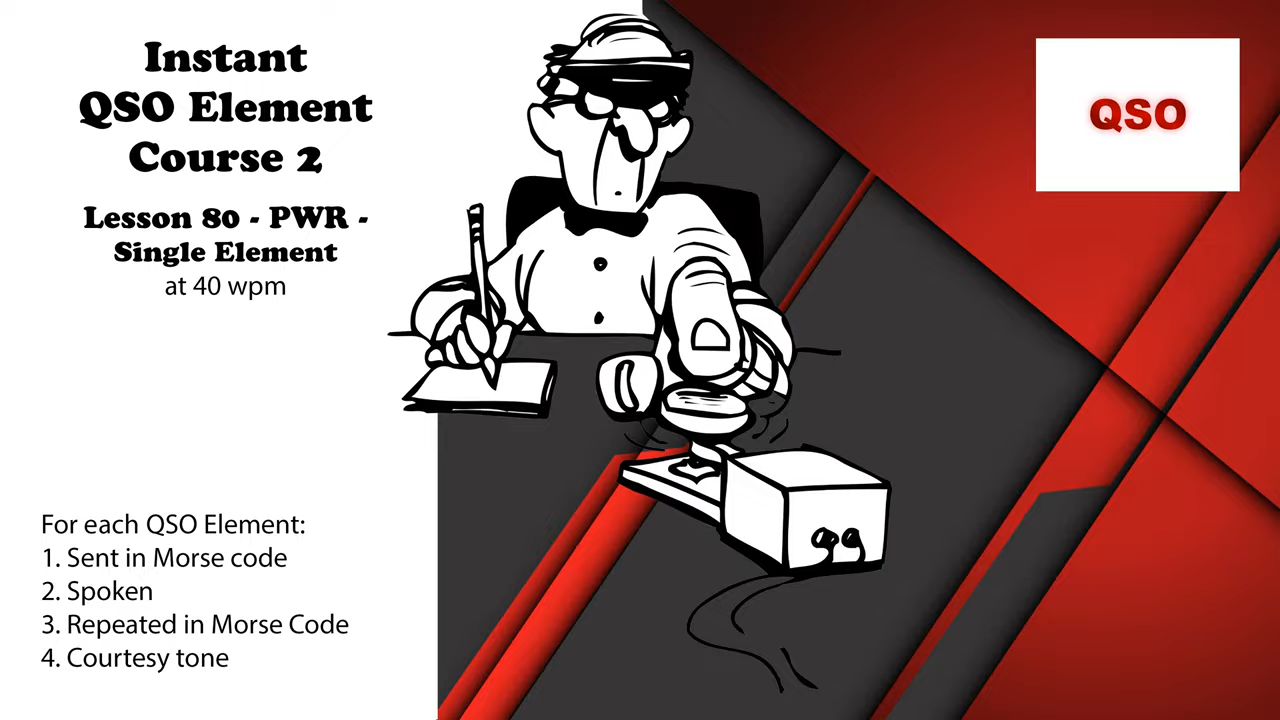 Instant
QSO Element
Course 2
Lesson 80 - PWR -
Single Element
at 40 wpm
QSO
For each QSO Element:
1. Sent in Morse code
2. Spoken
3. Repeated in Morse Code
4. Courtesy tone